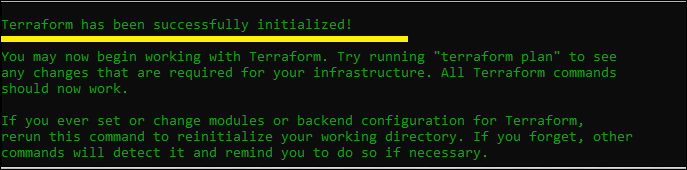 Terraform has been successfully initialized!
You may now begin working with Terraform. Try running "terraform plan" to see
any changes that are required for your infrastructure. All Terraform commands
should now work.
If you ever set or change modules or backend configuration for Terraform,
rerun this command to reinitialize your working directory. If you forget, other
commands will detect it and remind you to do so if necessary.